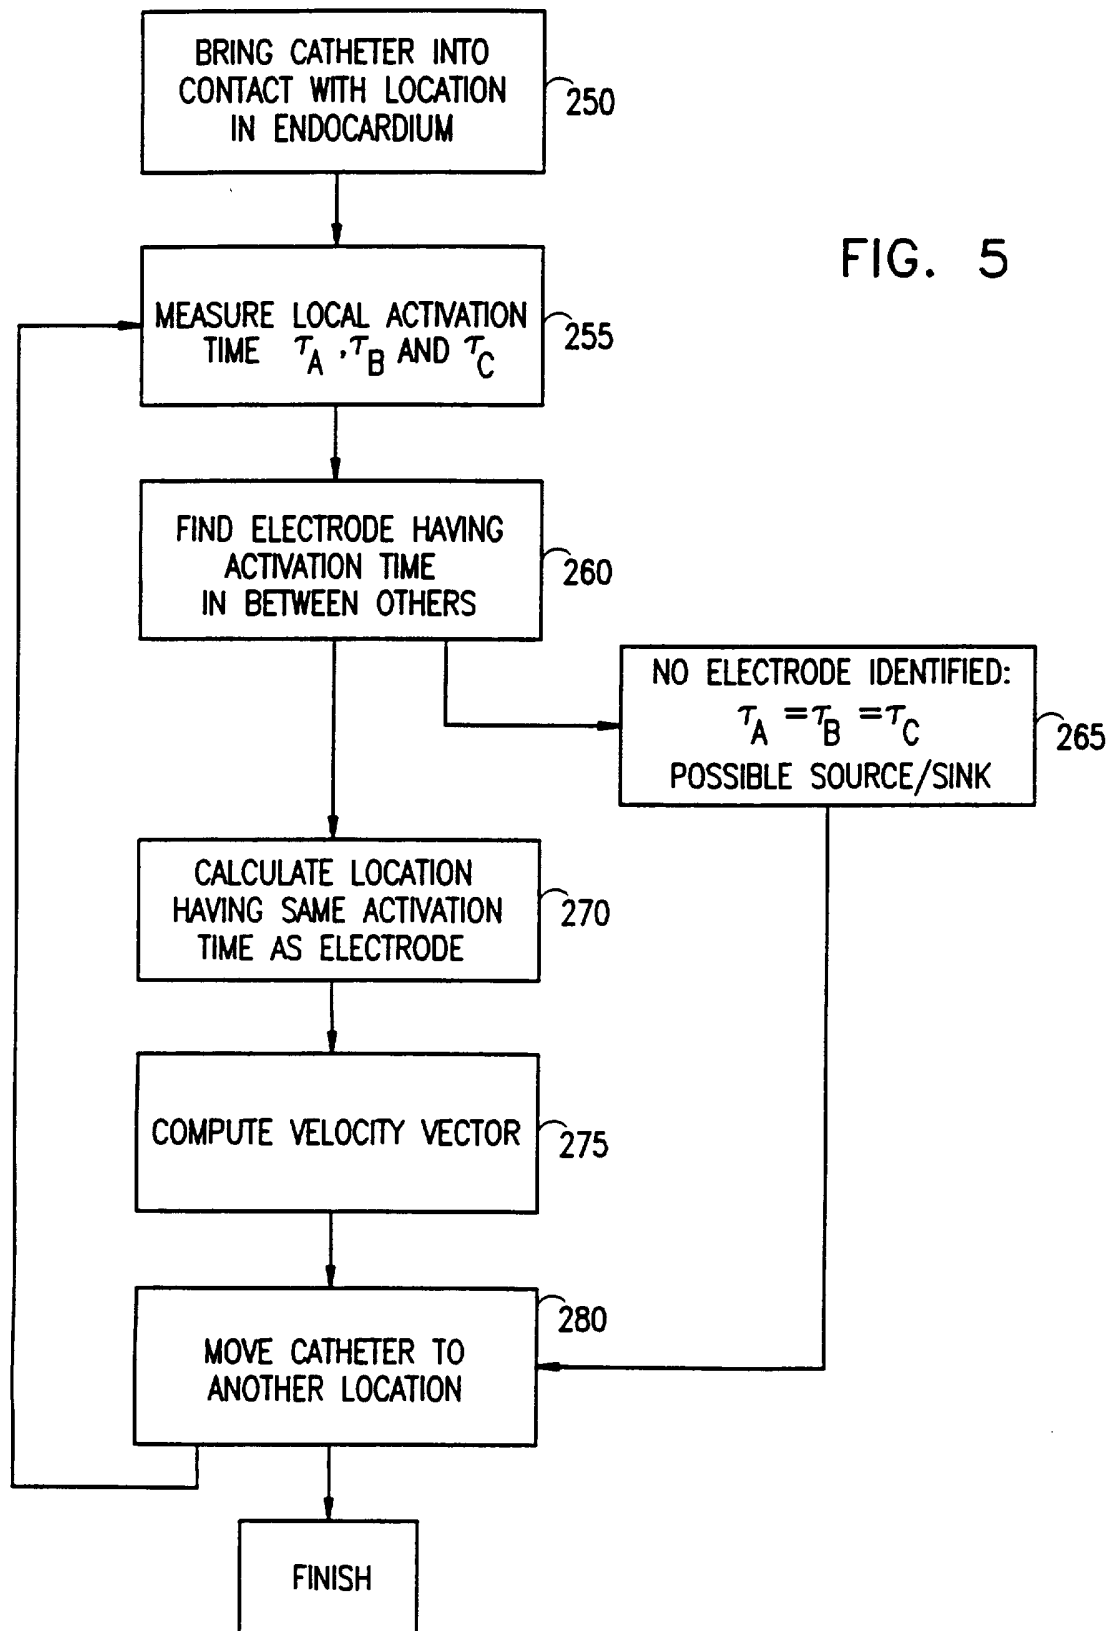 BRING CATHETER INTO
CONTACT WITH LOCATION
IN ENDOCARDIUM
250
FIG. 5
MEASURE LOCAL ACTIVATION
TIME τA , τB AND τC
255
FIND ELECTRODE HAVING
ACTIVATION TIME
IN BETWEEN OTHERS
260
NO ELECTRODE IDENTIFIED:
τA = τB = τC
POSSIBLE SOURCE/SINK
265
CALCULATE LOCATION
HAVING SAME ACTIVATION
TIME AS ELECTRODE
270
COMPUTE VELOCITY VECTOR
275
280
MOVE CATHETER TO
ANOTHER LOCATION
FINISH